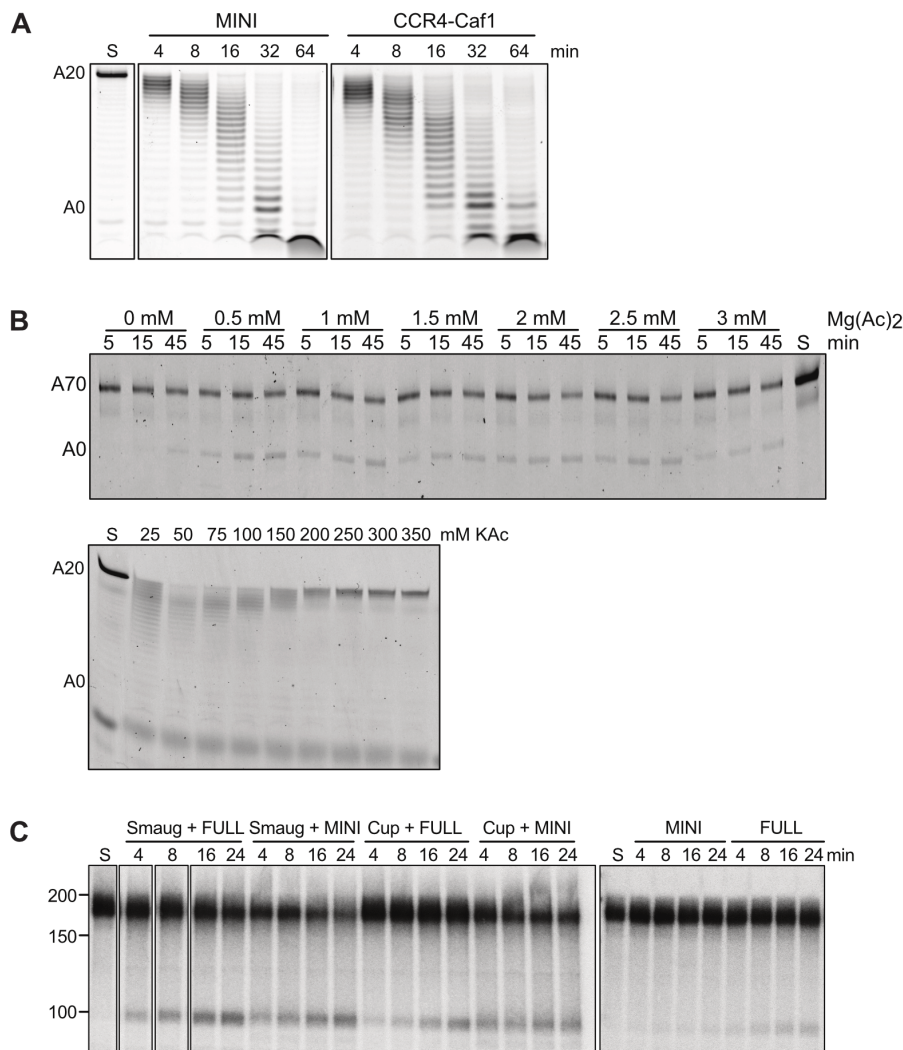 A
MINI CCR4-Caf1
S 4 8 16 32 64 4 8 16 32 64 min
A20
A0
B
0 mM 0.5 mM 1 mM 1.5 mM 2 mM 2.5 mM 3 mM Mg(Ac)2
5 15 45 5 15 45 5 15 45 5 15 45 5 15 45 5 15 45 5 15 45 S min
A70
A0
S 25 50 75 100 150 200 250 300 350 mM KAc
A20
A0
C
Smaug + FULL Smaug + MINI Cup + FULL Cup + MINI MINI FULL
S 4 8 16 24 4 8 16 24 4 8 16 24 4 8 16 24 S 4 8 16 24 4 8 16 24 min
200
150
100